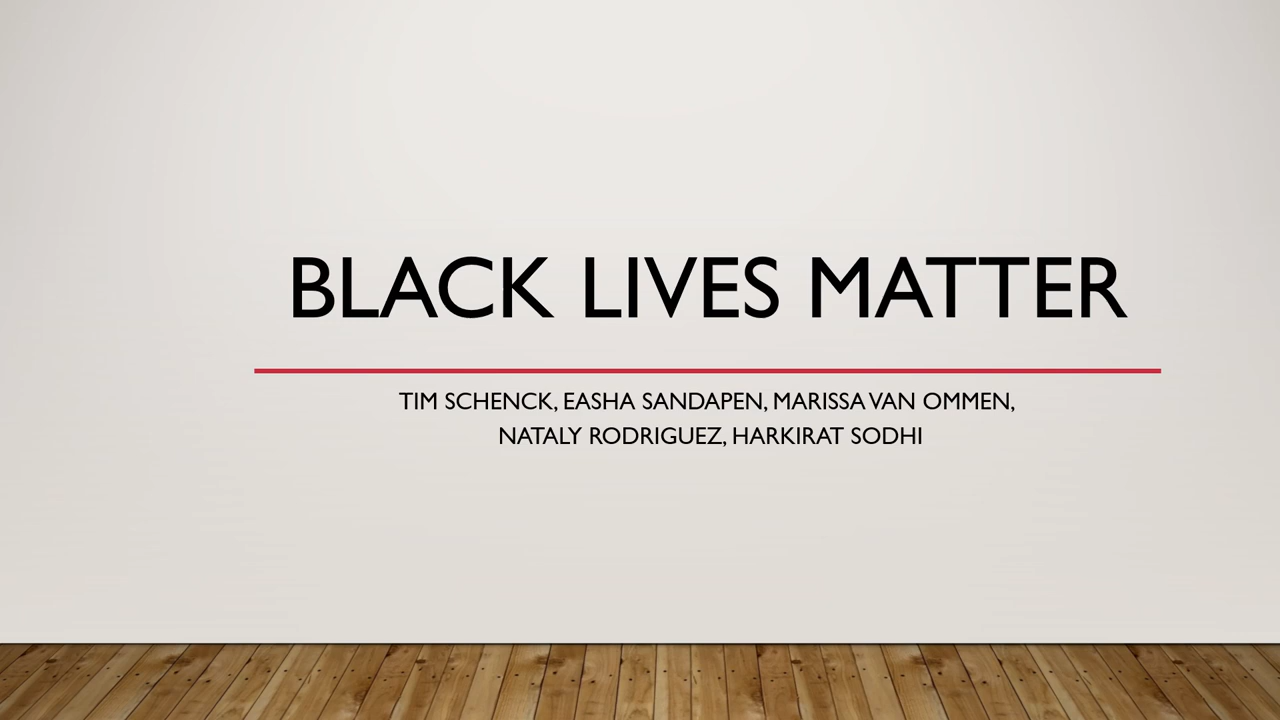 BLACK LIVES MATTER
TIM SCHENCK, EASHA SANDAPEN, MARISSA VAN OMMEN,
NATALY RODRIGUEZ, HARKIRAT SODHI